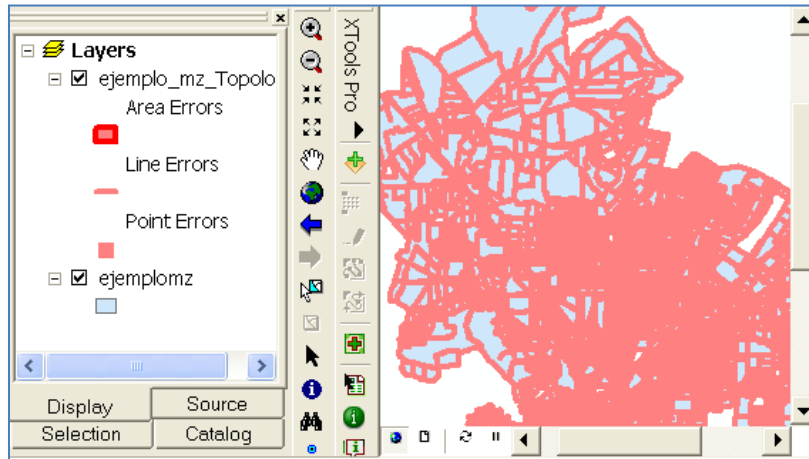 Layers
ejemplo_mz_Topolo
Area Errors
Line Errors
Point Errors
ejemplomz
Display
Source
Selection
Catalog
XTools Pro